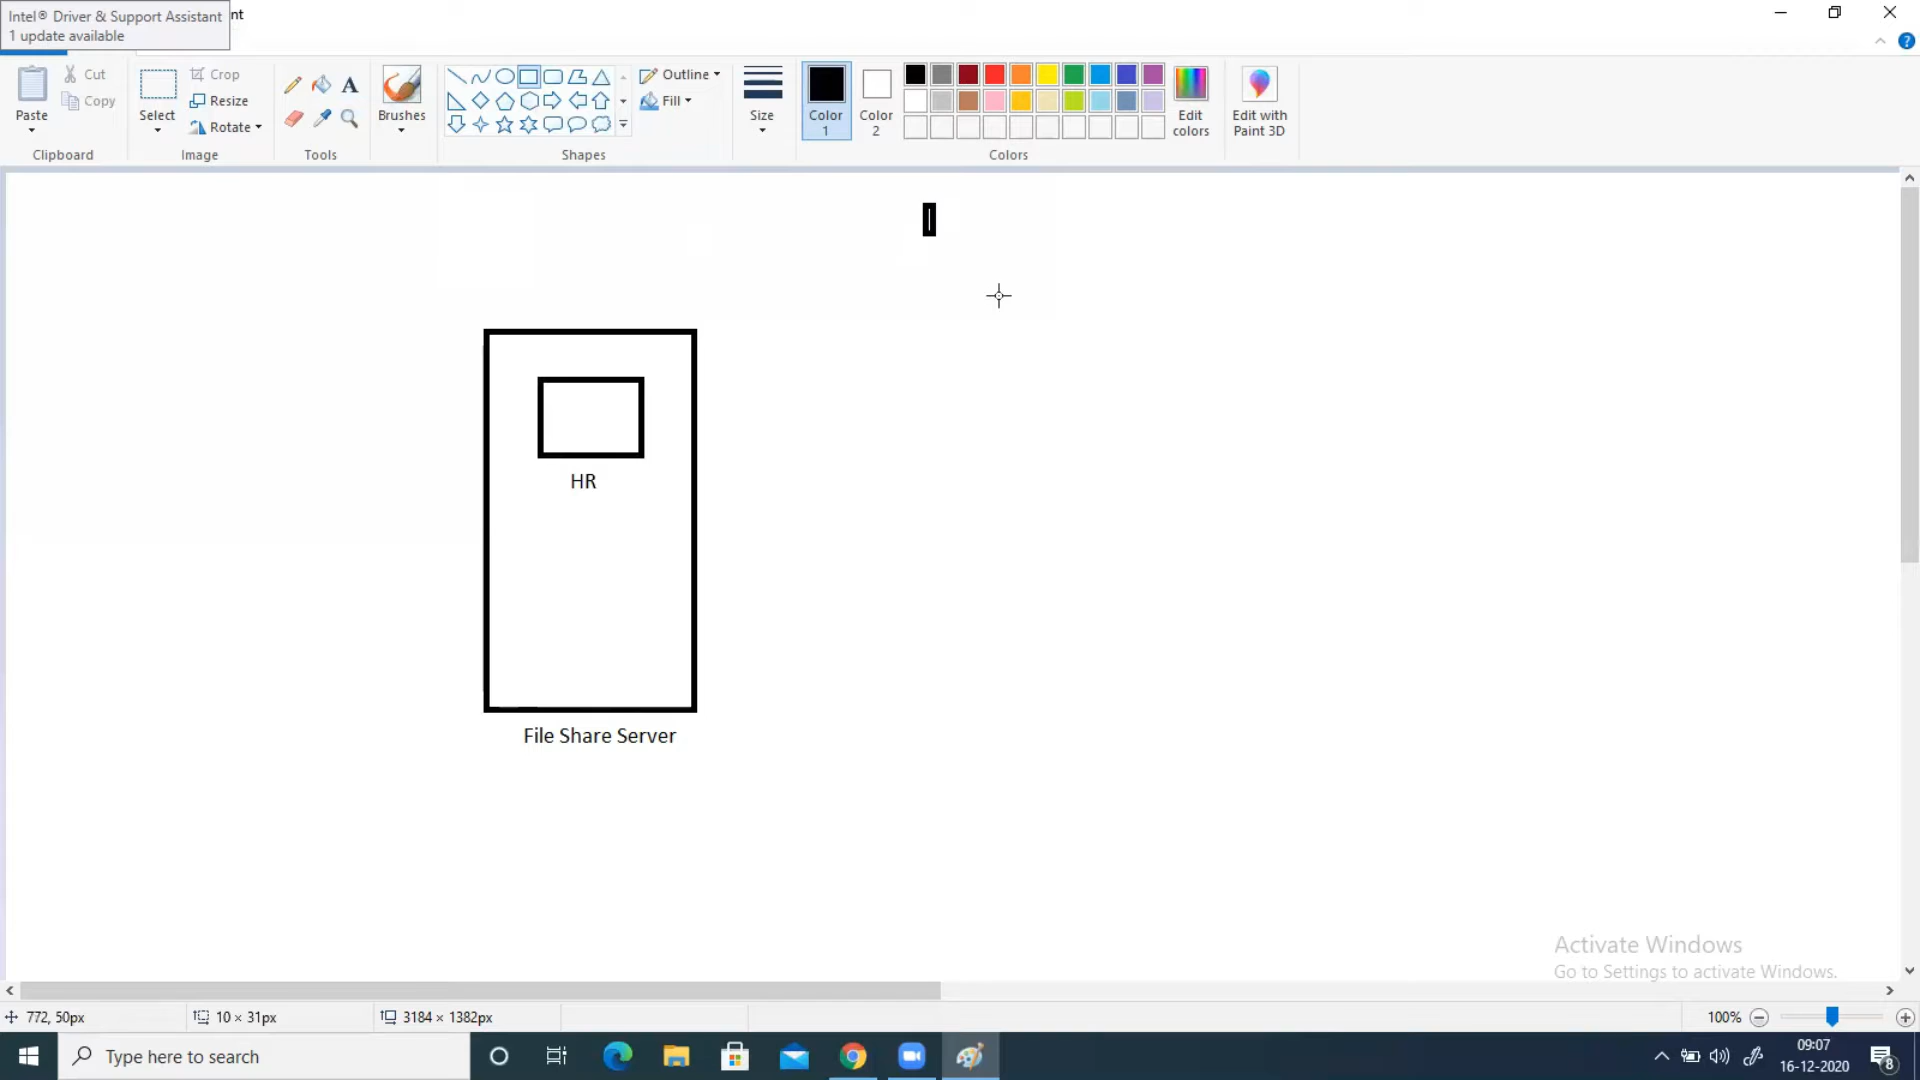 Intel® Driver & Support Assistant
1 update available
nt
Paste
Cut
Copy
Clipboard
Select
Crop
Resize
Rotate
Image
A
Tools
Brushes
Outline
Fill
Shapes
Size
Color
1
Color
2
Edit
colors
Edit with
Paint 3D
Colors
HR
File Share Server
Activate Windows
Go to Settings to activate Windows.
772, 50px
10 × 31px
3184 × 1382px
100%
Type here to search
09:07
16-12-2020
8